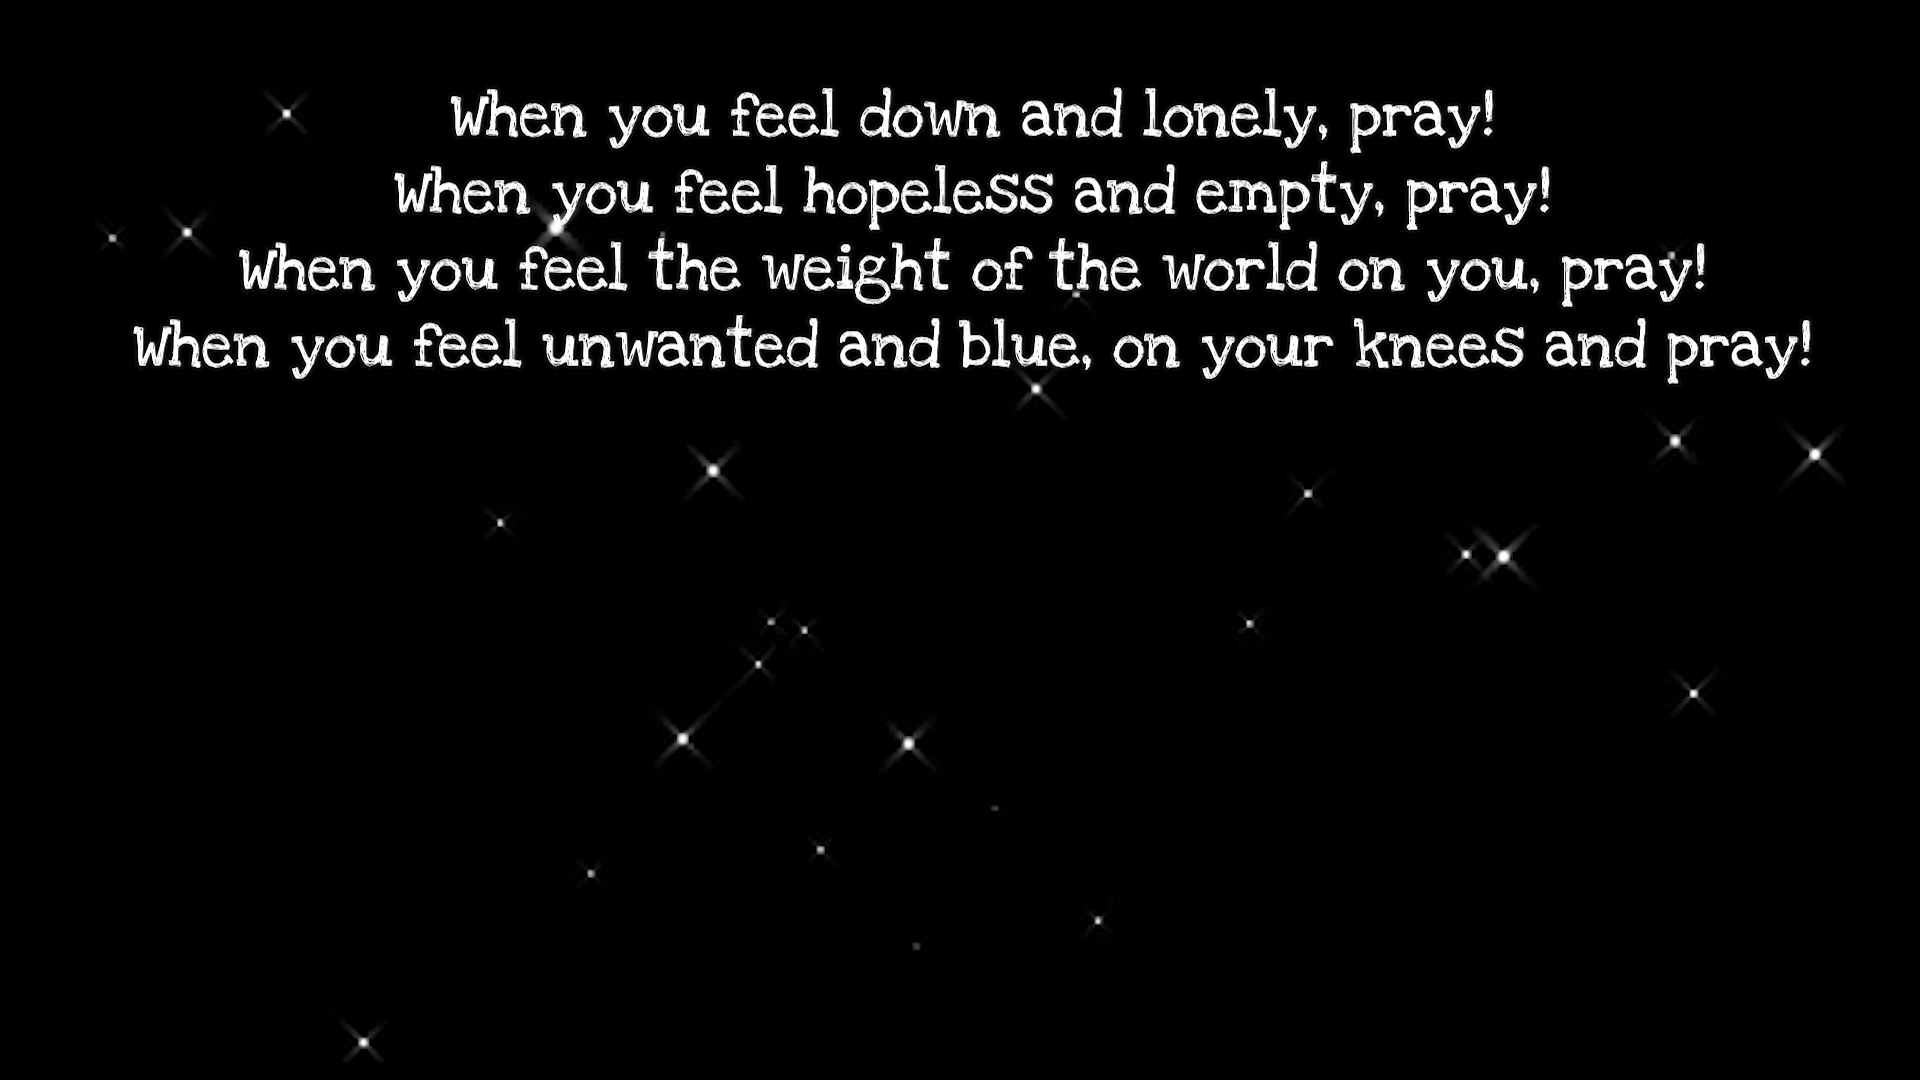 When you feel down and lonely, pray!
When you feel hopeless and empty, pray!
When you feel the weight of the world on you, pray!
When you feel unwanted and blue, on your knees and pray!